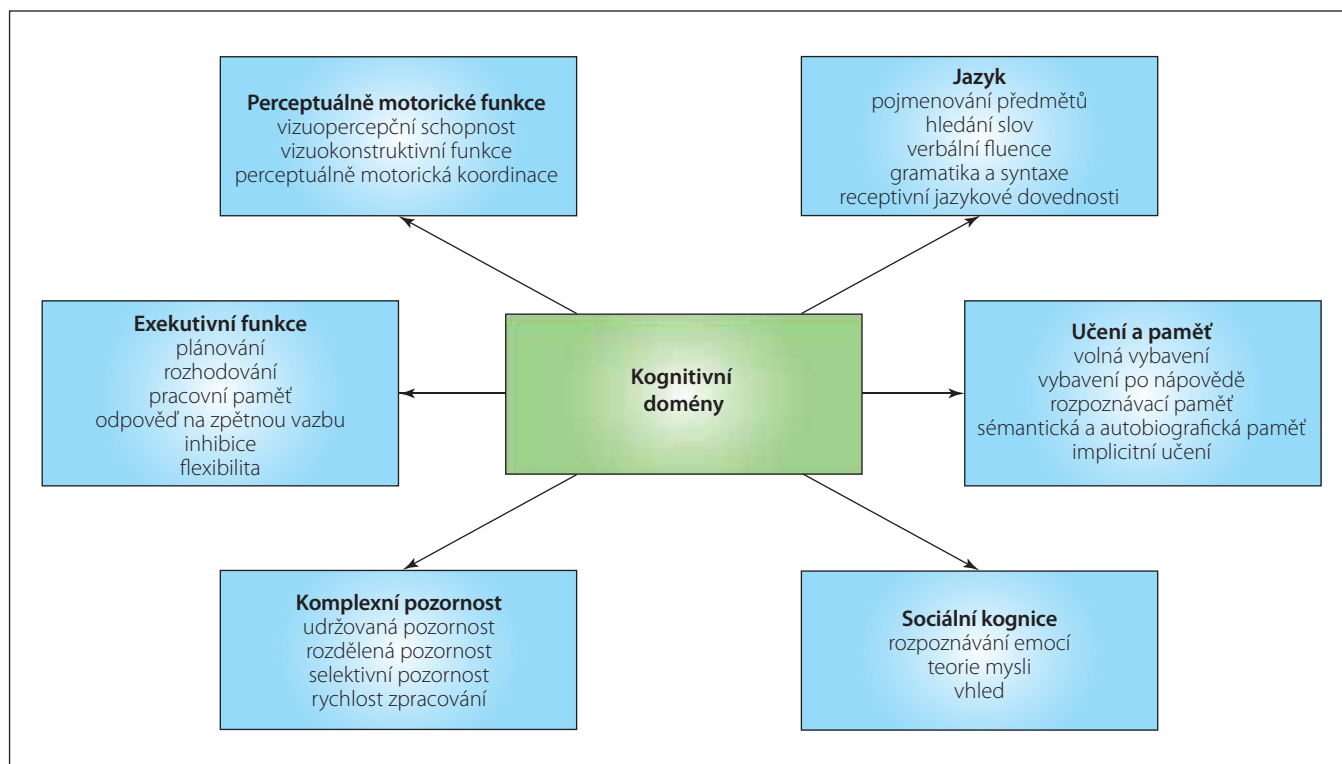 Perceptuálně motorické funkce
vizuopercepční schopnost
vizuokonstruktivní funkce
perceptuálně motorická koordinace
Jazyk
pojmenování předmětů
hledání slov
verbální fluence
gramatika a syntaxe
receptivní jazykové dovednosti
Exekutivní funkce
plánování
rozhodování
pracovní paměť
odpověď na zpětnou vazbu
inhibice
flexibilita
Kognitivní
domény
Učení a paměť
volná vybavení
vybavení po nápovědě
rozpoznávací paměť
sémantická a autobiografická paměť
implicitní učení
Komplexní pozornost
udržovaná pozornost
rozdělená pozornost
selektivní pozornost
rychlost zpracování
Sociální kognice
rozpoznávání emocí
teorie mysli
vhled